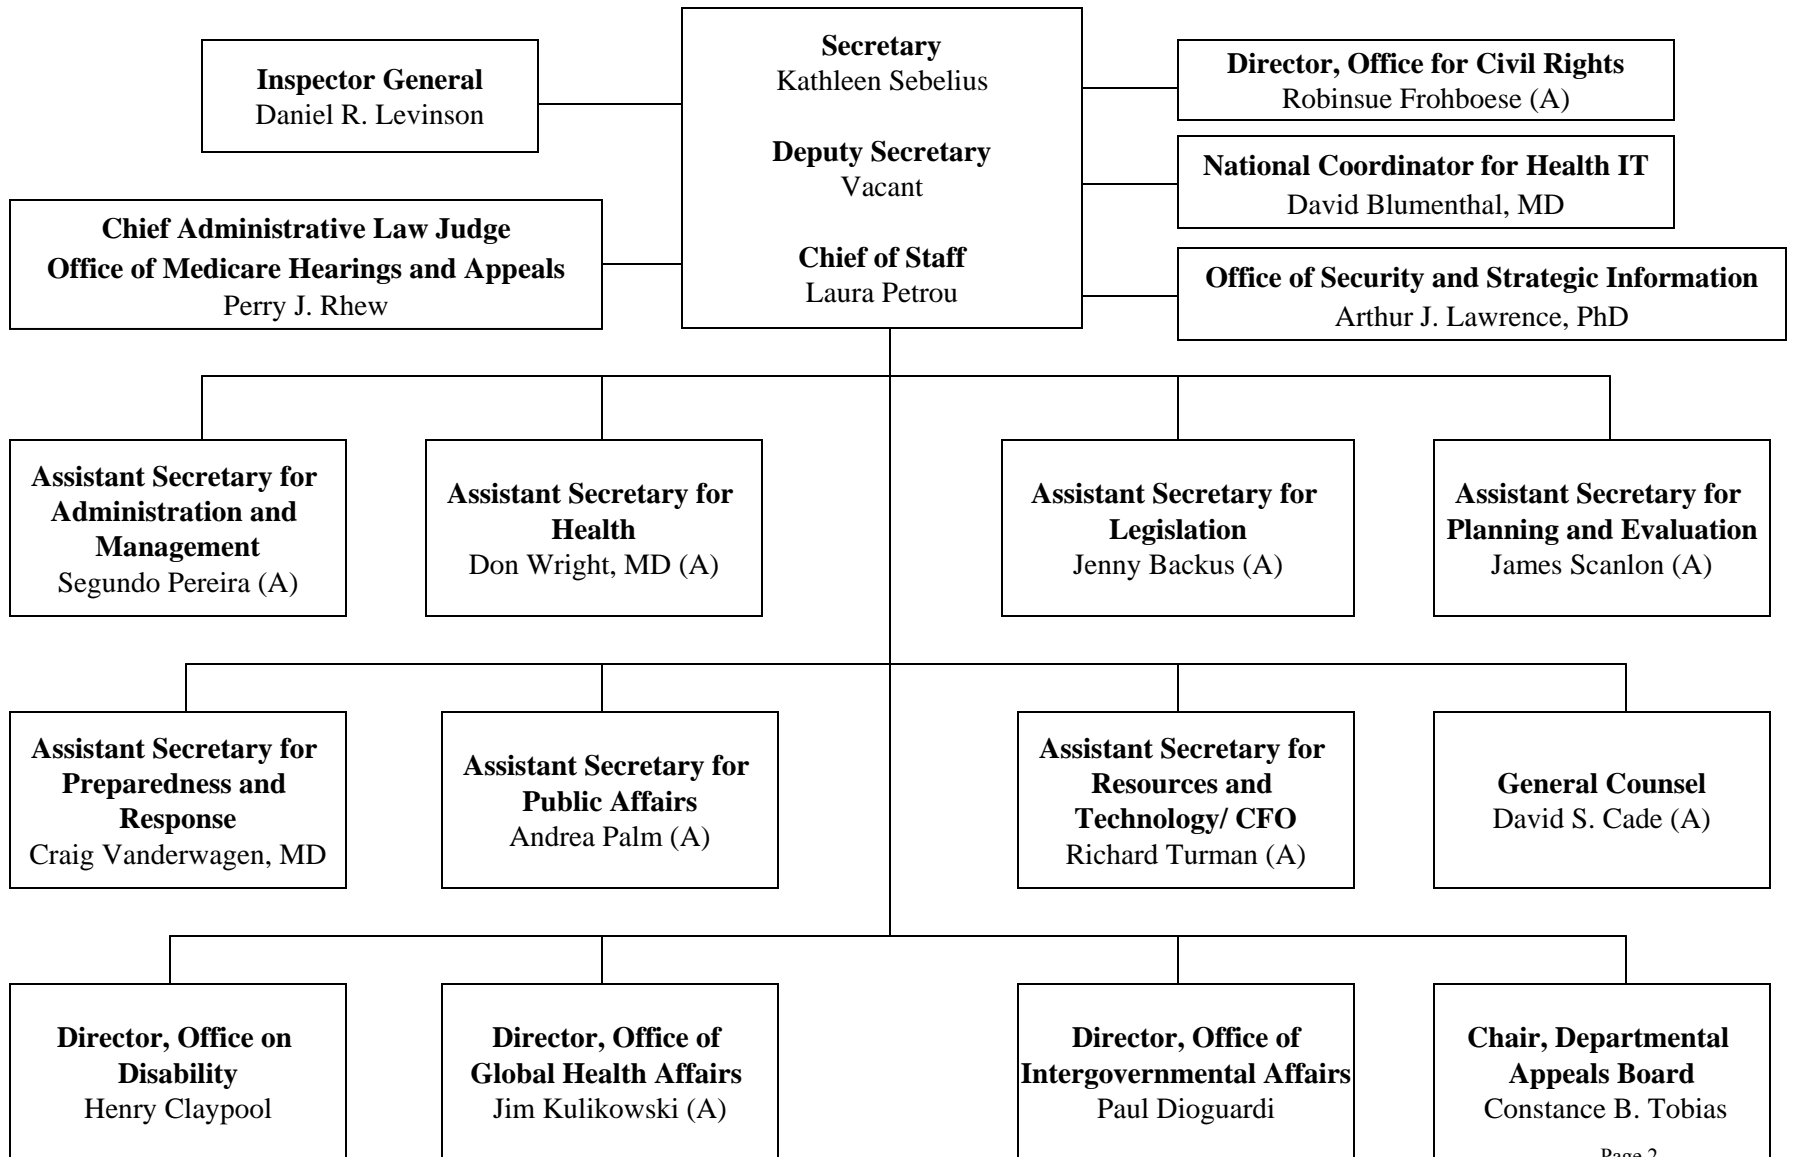 Secretary
Kathleen Sebelius
Deputy Secretary
Vacant
Chief of Staff
Laura Petrou
Inspector General
Daniel R. Levinson
Chief Administrative Law Judge
Office of Medicare Hearings and Appeals
Perry J. Rhew
Director, Office for Civil Rights
Robinsue Frohboese (A)
National Coordinator for Health IT
David Blumenthal, MD
Office of Security and Strategic Information
Arthur J. Lawrence, PhD
Assistant Secretary for
Administration and
Management
Segundo Pereira (A)
Assistant Secretary for
Health
Don Wright, MD (A)
Assistant Secretary for
Legislation
Jenny Backus (A)
Assistant Secretary for
Planning and Evaluation
James Scanlon (A)
Assistant Secretary for
Preparedness and
Response
Craig Vanderwagen, MD
Assistant Secretary for
Public Affairs
Andrea Palm (A)
Assistant Secretary for
Resources and
Technology/ CFO
Richard Turman (A)
General Counsel
David S. Cade (A)
Director, Office on
Disability
Henry Claypool
Director, Office of
Global Health Affairs
Jim Kulikowski (A)
Director, Office of
Intergovernmental Affairs
Paul Dioguardi
Chair, Departmental
Appeals Board
Constance B. Tobias
Page 2